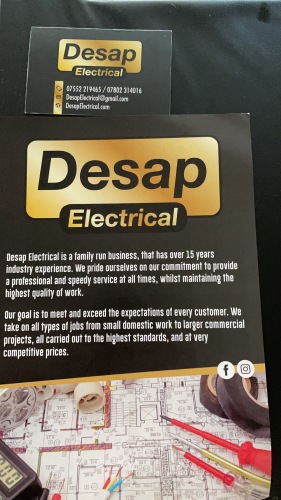 Desap
Electrical
07552 219465 / 07802 314016
DesapElectrical@gmail.com
DesapElectrical.com
Desap
Electrical
Desap Electrical is a family run business, that has over 15 years
industry experience. We pride ourselves on our commitment to provide
a professional and speedy service at all times, whilst maintaining the
highest quality of work.
Our goal is to meet and exceed the expectations of every customer. We
take on all types of jobs from small domestic work to larger commercial
projects, all carried out to the highest standards, and at very
competitive prices.